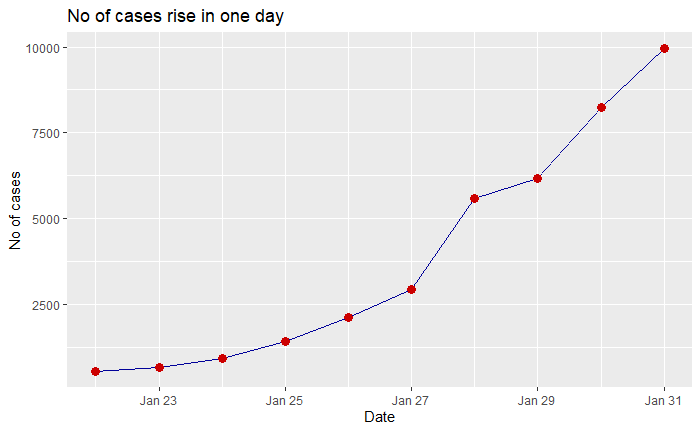 No of cases rise in one day
No of cases
10000
7500
5000
2500
Jan 23
Jan 25
Jan 27
Jan 29
Jan 31
Date